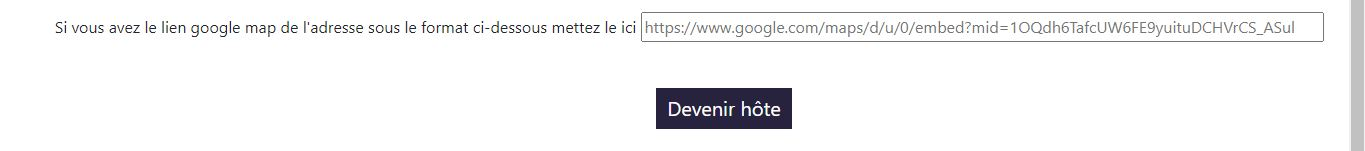 Si vous avez le lien google map de l'adresse sous le format ci-dessous mettez le ici https://www.google.com/maps/d/u/0/embed?mid=1OQdh6TafcUW6FE9yuituDCHVrCS_ASul
Devenir hôte